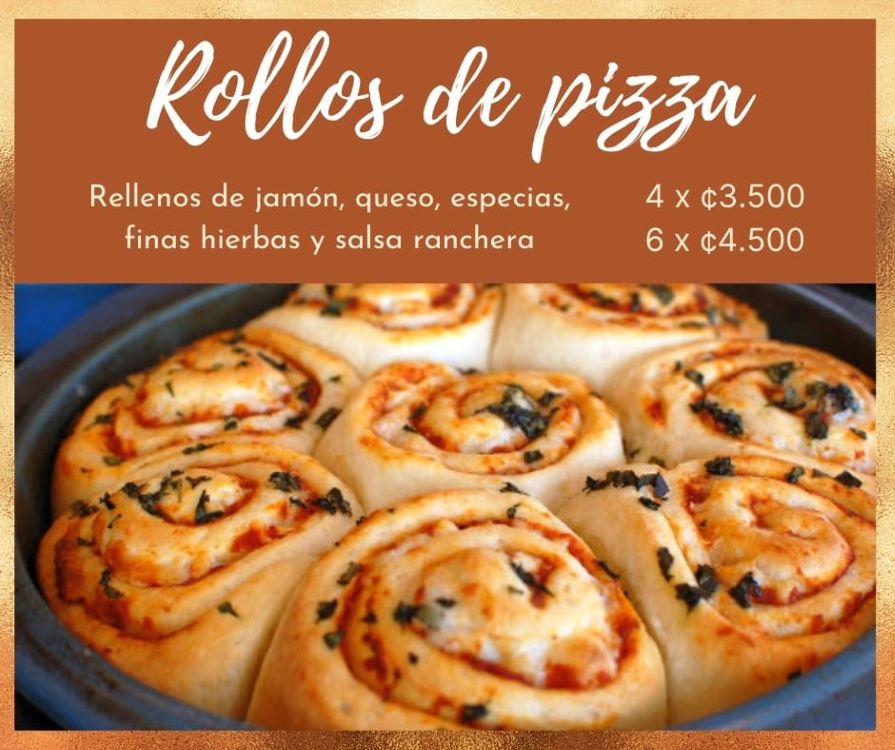 Rollos de pizza
Rellenos de jamón, queso, especias,
finas hierbas y salsa ranchera
4 x ₡3.500
6 x ₡4.500